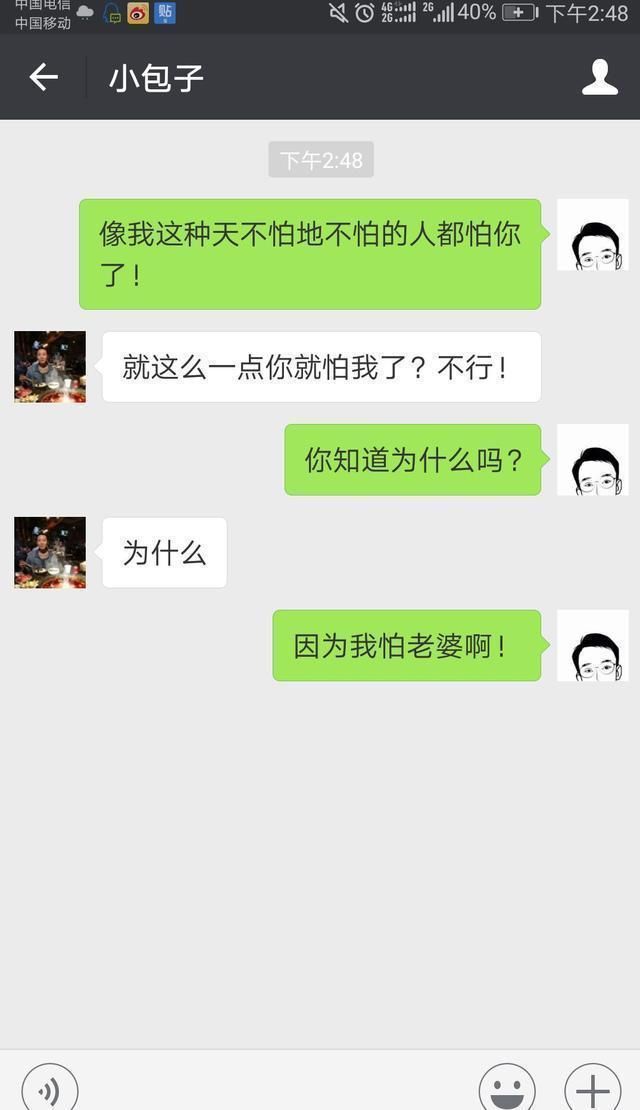 中国电信
中国移动
贴
4G
2G
2G
40%
下午2:48
小包子
下午2:48
像我这种天不怕地不怕的人都怕你
了！
就这么一点你就怕我了？不行！
你知道为什么吗？
为什么
因为我怕老婆啊！